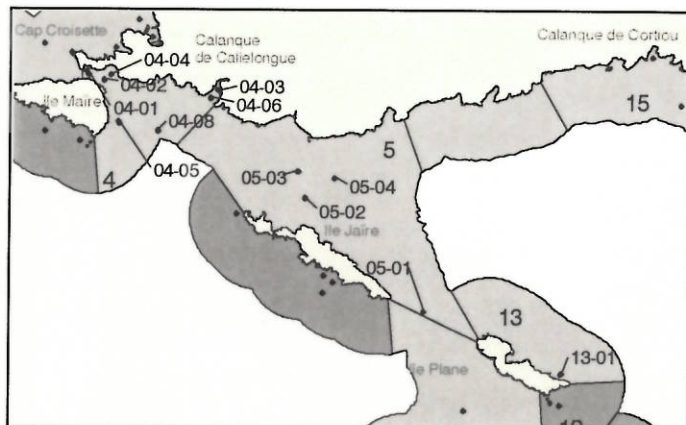 Cap Croisette
Calanque
de Callelongue
Calanque de Cortiou
04-04
04-02
04-03
04-06
Ile Maïre
04-01
04-08
15
5
04-05
4
05-03
05-04
05-02
Ile Jaïre
05-01
13
13-01
Ile Plane